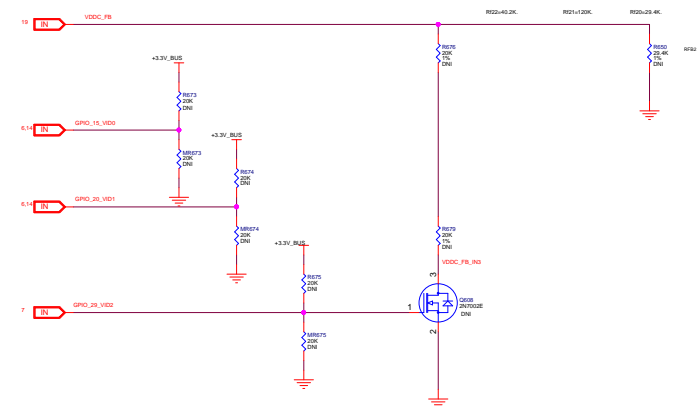 Rf22=40.2K.
Rf21=120K.
Rf20=29.4K.
19
IN
VDDC_FB
R676
20K
1%
DNI
R650
29.4K
1%
DNI
RFB2
+3.3V_BUS
R673
20K
DNI
6,14
IN
GPIO_15_VID0
MR673
20K
DNI
+3.3V_BUS
R674
20K
DNI
6,14
IN
GPIO_20_VID1
MR674
20K
DNI
R679
20K
1%
DNI
+3.3V_BUS
VDDC_FB_IN3
R675
20K
DNI
3
Q608
2N7002E
DNI
7
IN
GPIO_29_VID2
1
2
MR675
20K
DNI